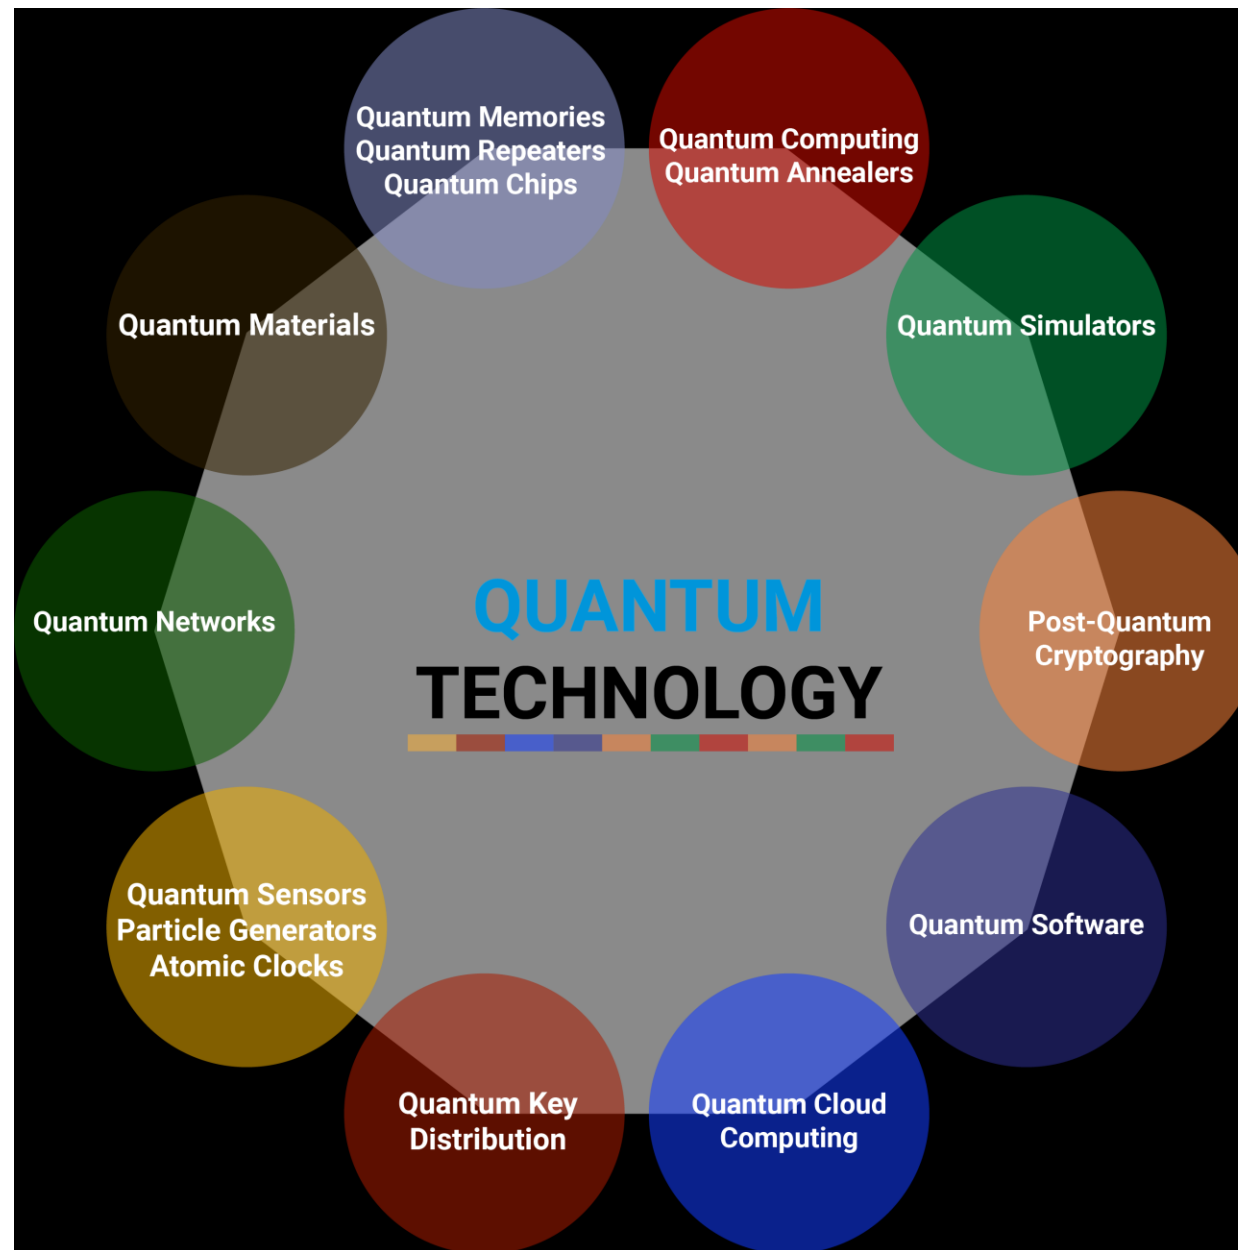 Quantum Memories
Quantum Repeaters
Quantum Chips
Quantum Computing
Quantum Annealers
Quantum Materials
Quantum Simulators
Quantum Networks
QUANTUM
TECHNOLOGY
Post-Quantum
Cryptography
Quantum Sensors
Particle Generators
Atomic Clocks
Quantum Software
Quantum Key
Distribution
Quantum Cloud
Computing